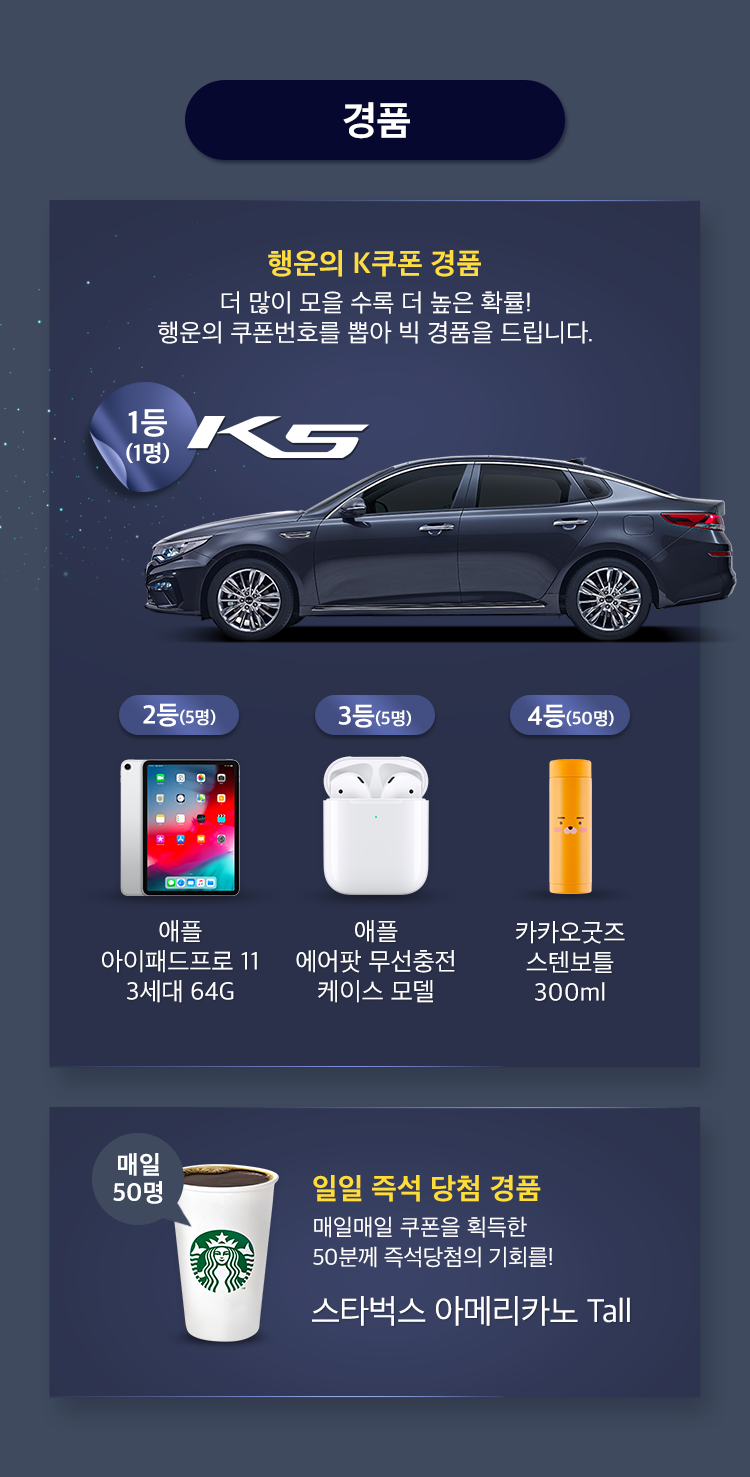 경품
행운의 K쿠폰 경품
더 많이 모을 수록 더 높은 확률!
행운의 쿠폰번호를 뽑아 빅 경품을 드립니다.
1등
(1명)
K5
2등(5명)
3등(5명)
4등(50명)
애플
아이패드프로 11
3세대 64G
애플
에어팟 무선충전
케이스 모델
카카오굿즈
스텐보틀
300ml
매일
50명
일일 즉석 당첨 경품
매일매일 쿠폰을 획득한
50분께 즉석당첨의 기회를!
스타벅스 아메리카노 Tall